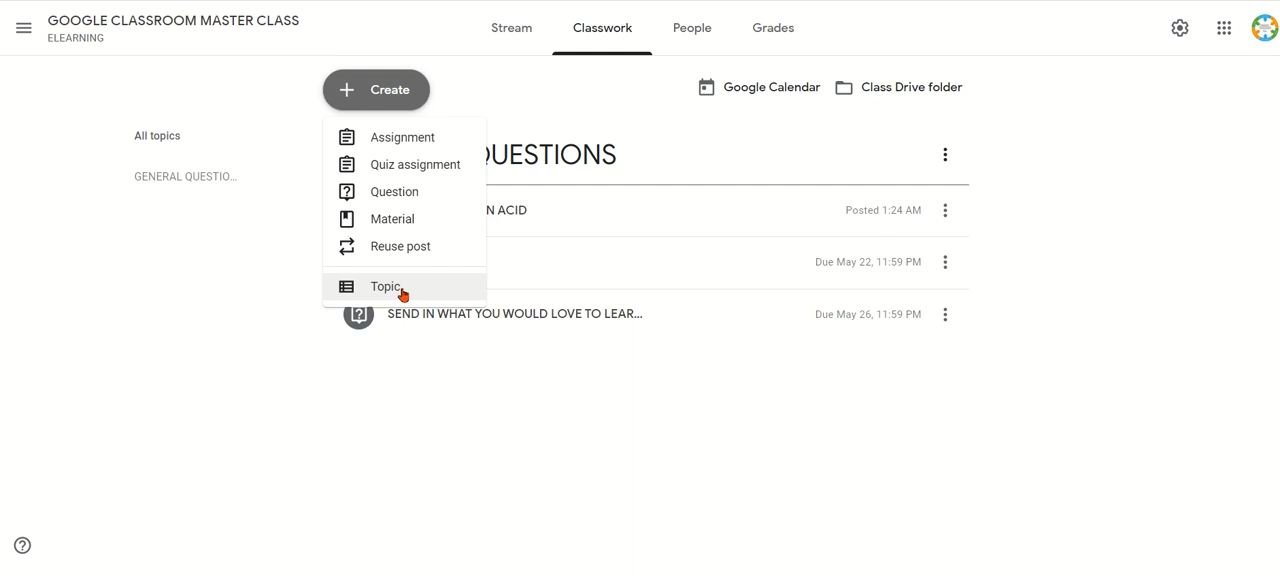 GOOGLE CLASSROOM MASTER CLASS
ELEARNING
Stream
Classwork
People
Grades
Create
Google Calendar
Class Drive folder
All topics
GENERAL QUESTIO...
Assignment
Quiz assignment
Question
Material
Reuse post
Topic
QUESTIONS
N ACID
Posted 1:24 AM
Due May 22, 11:59 PM
SEND IN WHAT YOU WOULD LOVE TO LEAR...
Due May 26, 11:59 PM